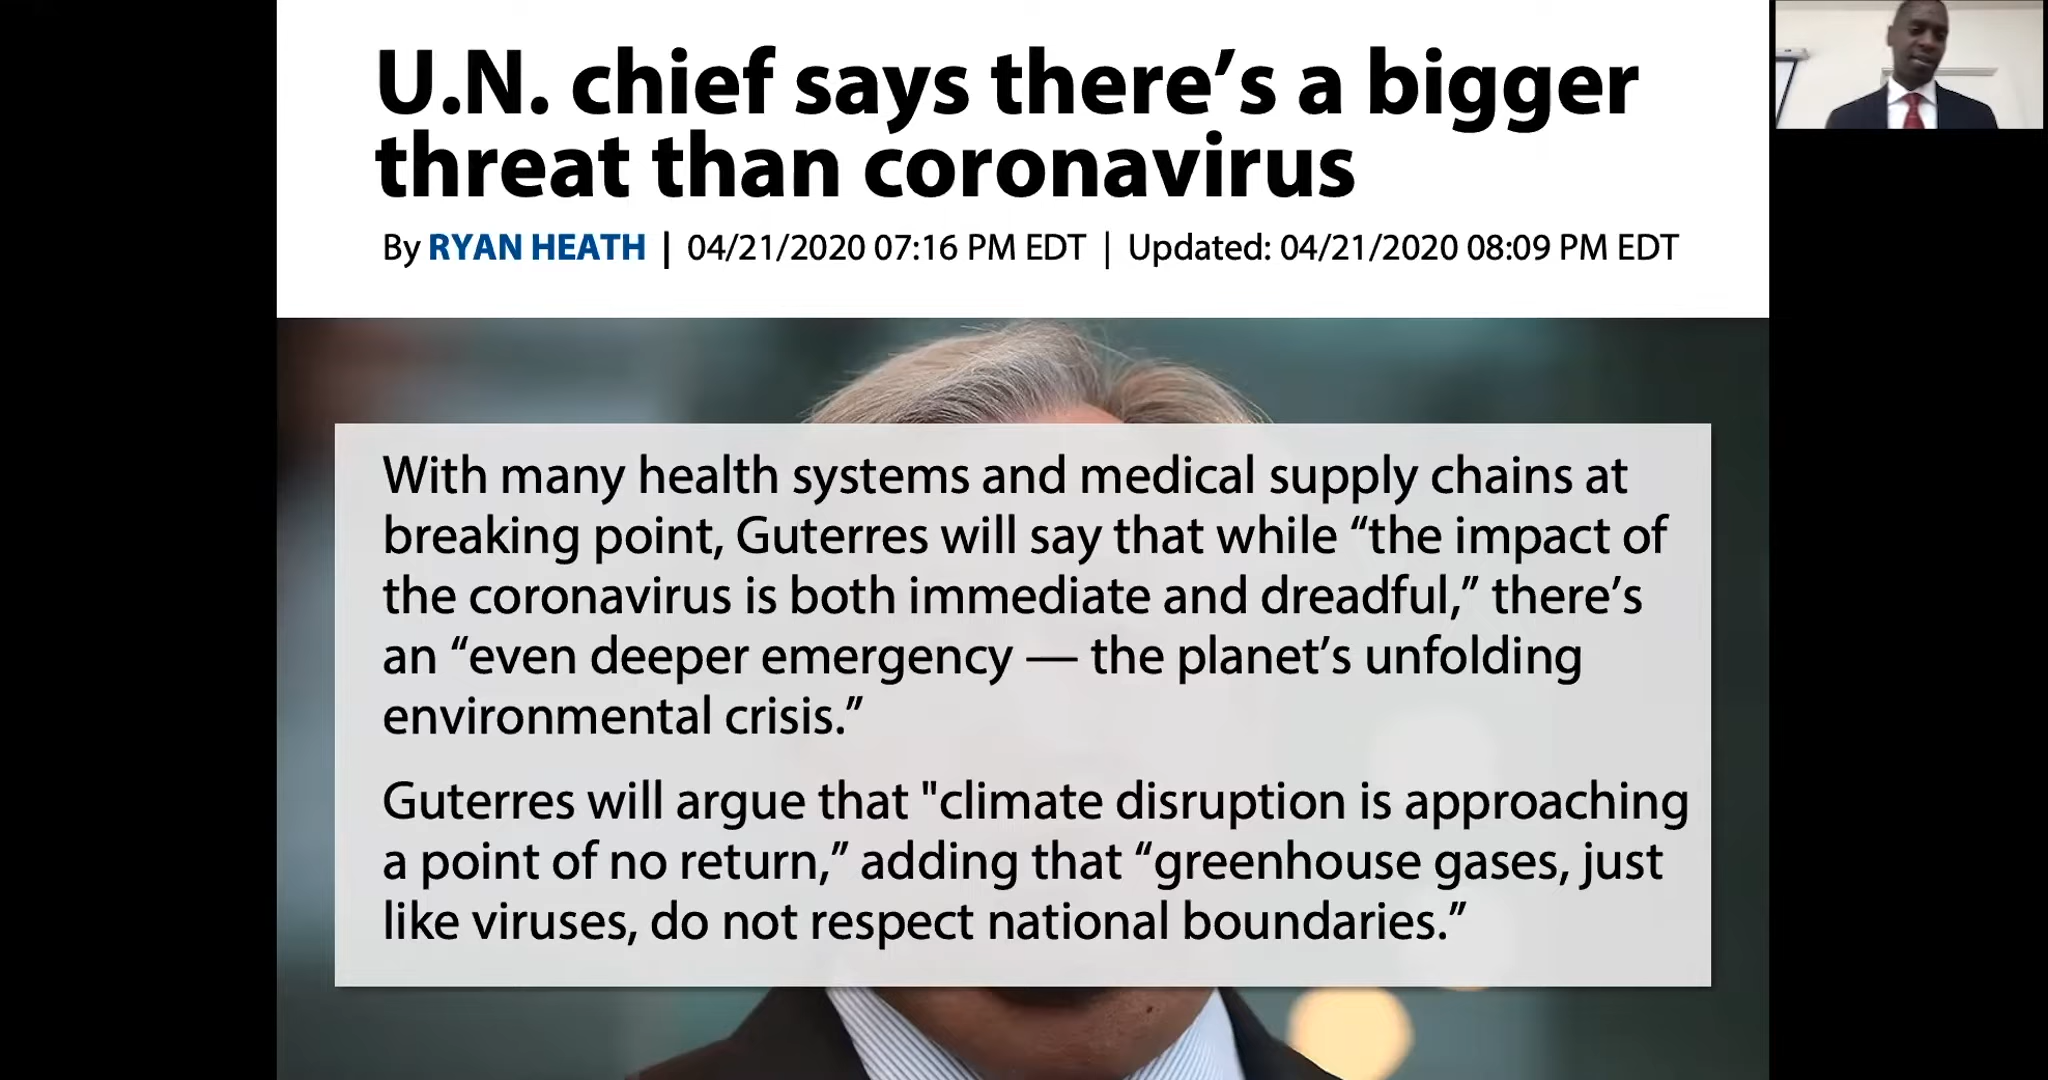 U.N. chief says there’s a bigger
threat than coronavirus
By RYAN HEATH | 04/21/2020 07:16 PM EDT | Updated: 04/21/2020 08:09 PM EDT
With many health systems and medical supply chains at
breaking point, Guterres will say that while “the impact of
the coronavirus is both immediate and dreadful,” there’s
an “even deeper emergency — the planet’s unfolding
environmental crisis.”
Guterres will argue that "climate disruption is approaching
a point of no return,” adding that “greenhouse gases, just
like viruses, do not respect national boundaries.”